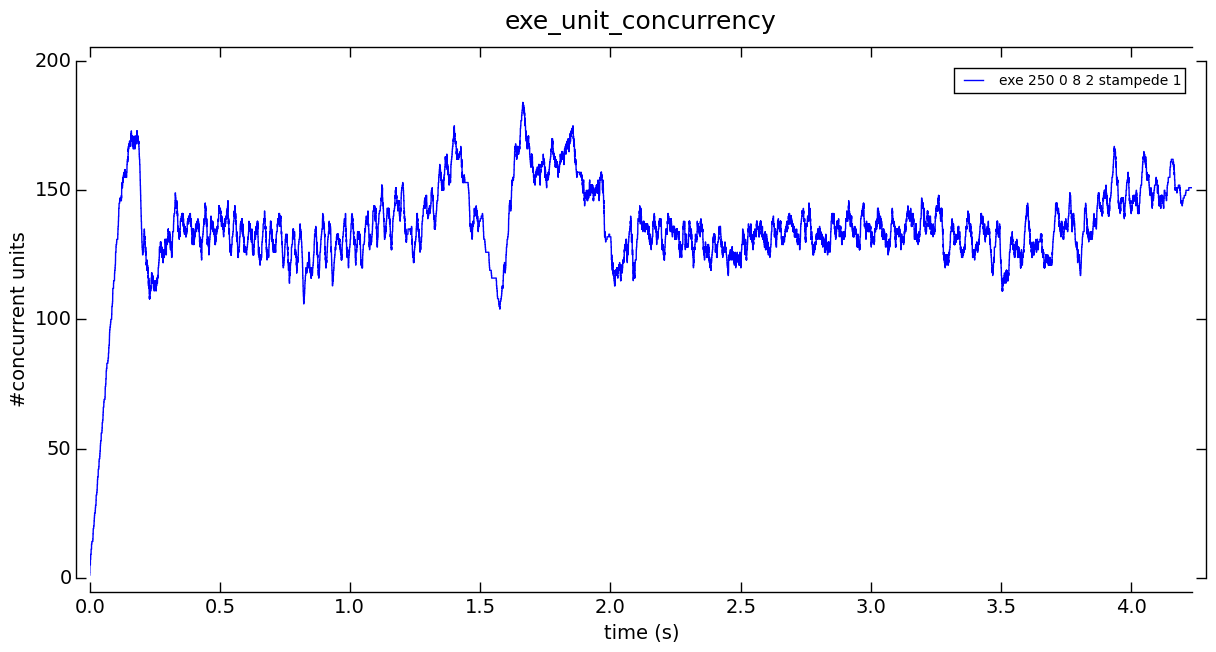 exe_unit_concurrency
200
150
100
50
0
#concurrent units
exe 250 0 8 2 stampede 1
0.0 0.5 1.0 1.5 2.0 2.5 3.0 3.5 4.0
time (s)